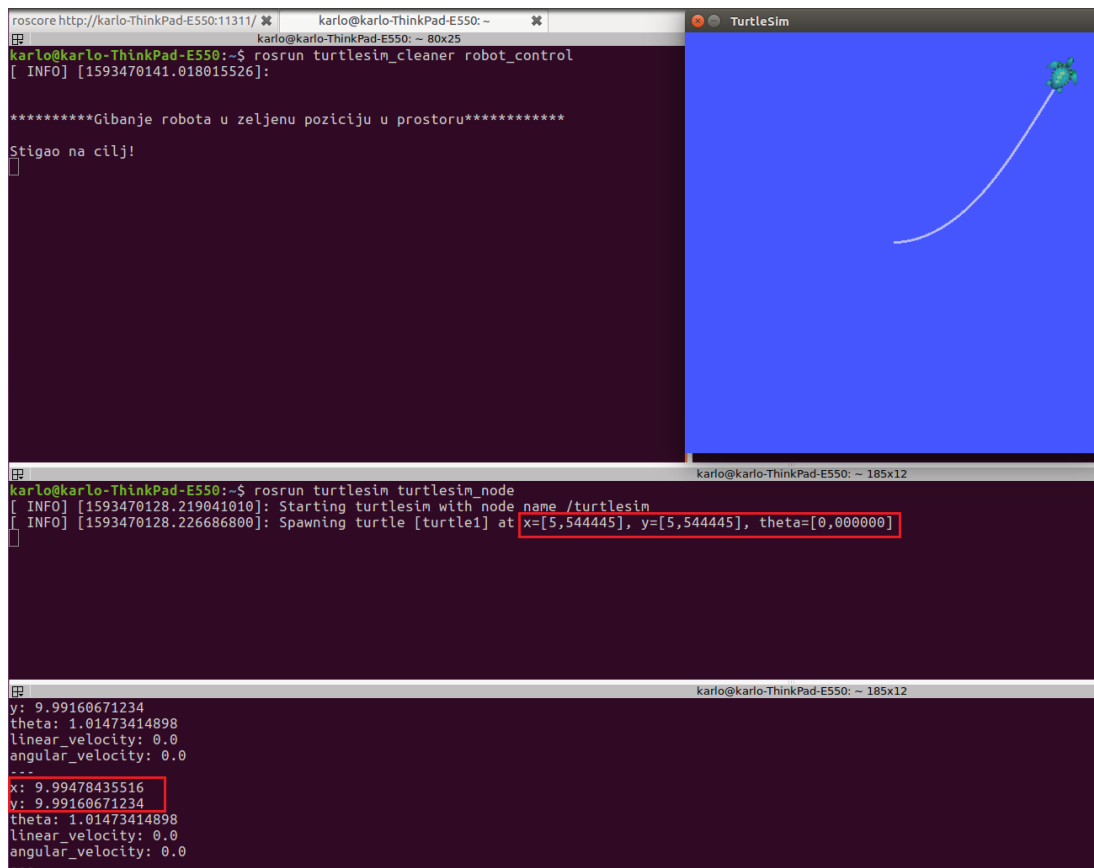 roscore http://karlo-ThinkPad-E550:11311/
karlo@karlo-ThinkPad-E550: ~
TurtleSim
karlo@karlo-ThinkPad-E550: ~ 80x25
karlo@karlo-ThinkPad-E550:~$ rosrun turtlesim_cleaner robot_control
[ INFO] [1593470141.018015526]:
**********Gibanje robota u zeljenu poziciju u prostoru************
Stigao na cilj!
karlo@karlo-ThinkPad-E550: ~ 185x12
karlo@karlo-ThinkPad-E550:~$ rosrun turtlesim turtlesim_node
[ INFO] [1593470128.219041010]: Starting turtlesim with node name /turtlesim
[ INFO] [1593470128.226686800]: Spawning turtle [turtle1] at x=[5,544445], y=[5,544445], theta=[0,000000]
karlo@karlo-ThinkPad-E550: ~ 185x12
y: 9.99160671234
theta: 1.01473414898
linear_velocity: 0.0
angular_velocity: 0.0
---
x: 9.99478435516
y: 9.99160671234
theta: 1.01473414898
linear_velocity: 0.0
angular_velocity: 0.0
---